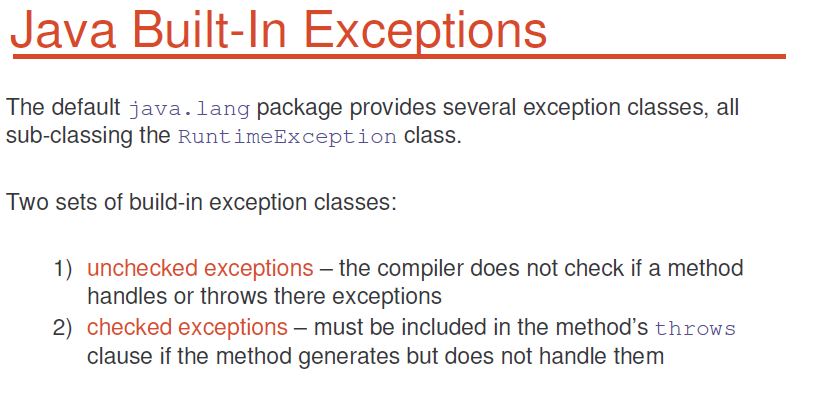 Java Built-In Exceptions
The default java.lang package provides several exception classes, all
sub-classing the RuntimeException class.
Two sets of build-in exception classes:
1) unchecked exceptions – the compiler does not check if a method
handles or throws there exceptions
2) checked exceptions – must be included in the method's throws
clause if the method generates but does not handle them